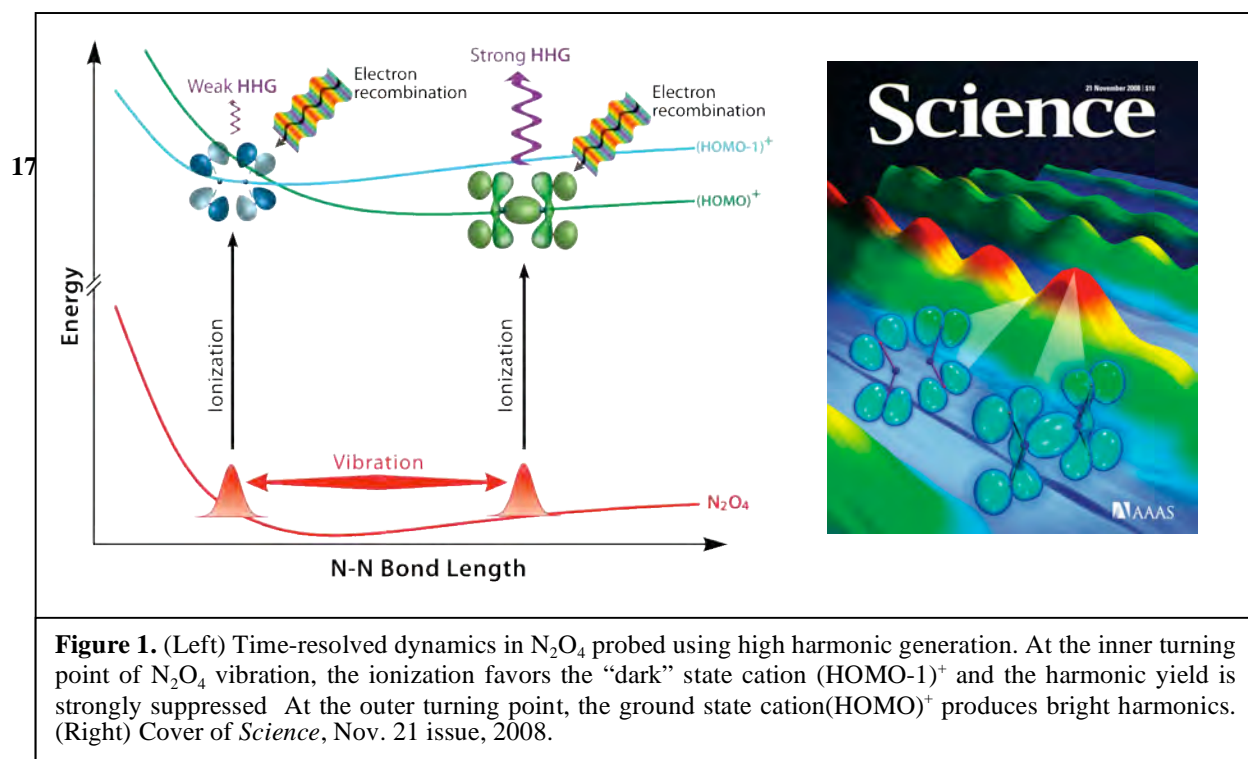 Weak HHG
Electron
recombination
Strong HHG
Electron
recombination
(HOMO-1)⁺
(HOMO)⁺
17
Energy
Ionization
Ionization
Vibration
N₂O₄
N-N Bond Length
21 November 2008 | $10
Science
AAAS
Figure 1. (Left) Time-resolved dynamics in N₂O₄ probed using high harmonic generation. At the inner turning
point of N₂O₄ vibration, the ionization favors the “dark” state cation (HOMO-1)⁺ and the harmonic yield is
strongly suppressed At the outer turning point, the ground state cation(HOMO)⁺ produces bright harmonics.
(Right) Cover of Science, Nov. 21 issue, 2008.